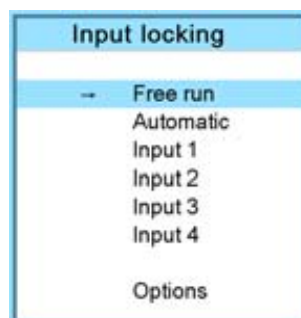 Input locking
→ Free run
Automatic
Input 1
Input 2
Input 3
Input 4
Options